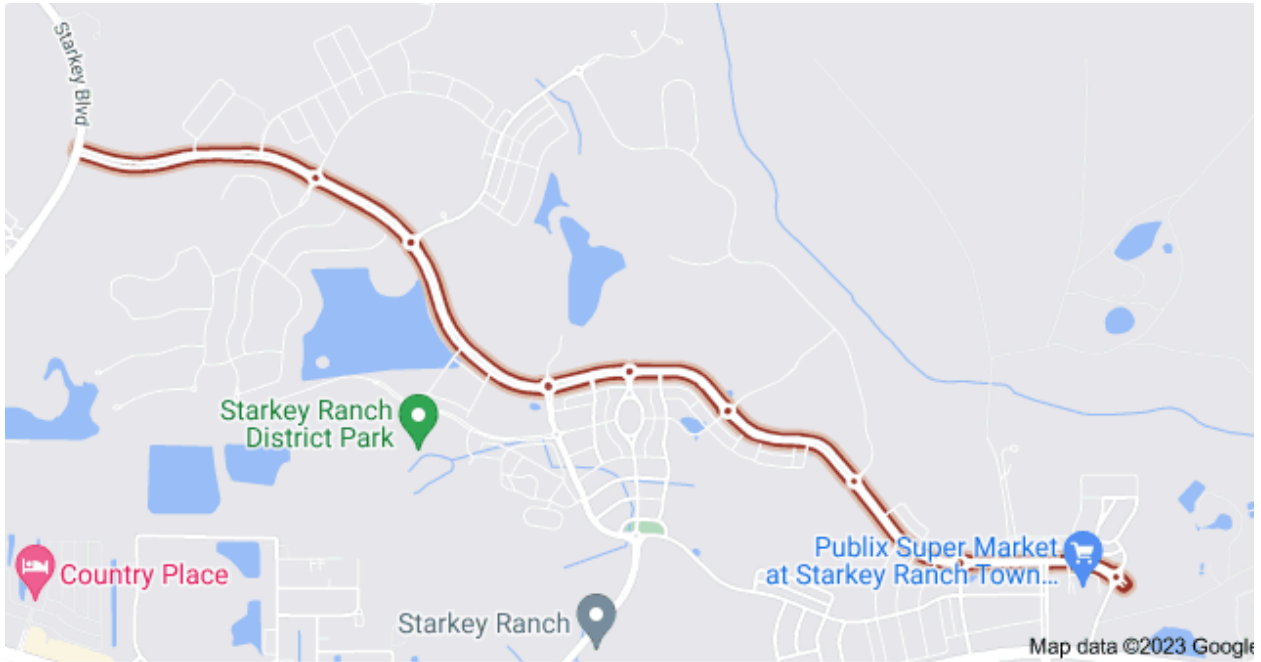 Starkey Blvd
Starkey Ranch
District Park
Publix Super Market
at Starkey Ranch Town...
Country Place
Starkey Ranch
Map data ©2023 Google